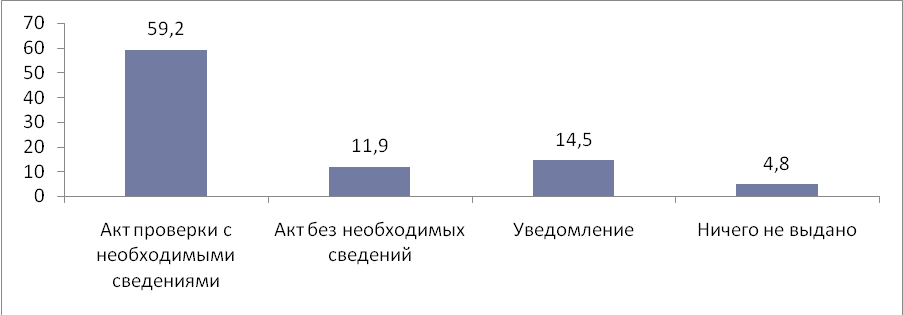 70
60
50
40
30
20
10
0
59,2
11,9
14,5
4,8
Акт проверки с
необходимыми
сведениями
Акт без необходимых
сведений
Уведомление
Ничего не выдано